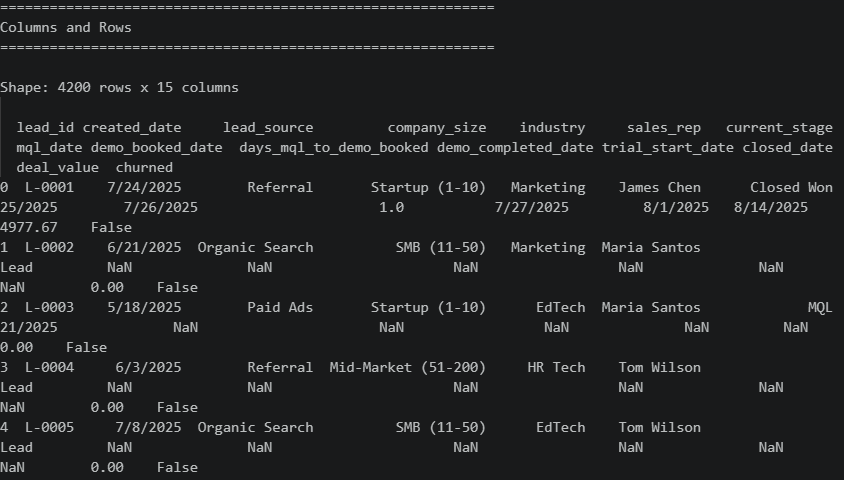 ============================================================
Columns and Rows
============================================================
Shape: 4200 rows x 15 columns
lead_id created_date lead_source company_size industry sales_rep current_stage
mql_date demo_booked_date days_mql_to_demo_booked demo_completed_date trial_start_date closed_date
deal_value churned
0 L-0001 7/24/2025 Referral Startup (1-10) Marketing James Chen Closed Won
25/2025 7/26/2025 1.0 7/27/2025 8/1/2025 8/14/2025
4977.67 False
1 L-0002 6/21/2025 Organic Search SMB (11-50) Marketing Maria Santos
Lead NaN NaN NaN NaN NaN
NaN 0.00 False
2 L-0003 5/18/2025 Paid Ads Startup (1-10) EdTech Maria Santos MQL
21/2025 NaN NaN NaN NaN NaN
0.00 False
3 L-0004 6/3/2025 Referral Mid-Market (51-200) HR Tech Tom Wilson
Lead NaN NaN NaN NaN NaN
NaN 0.00 False
4 L-0005 7/8/2025 Organic Search SMB (11-50) EdTech Tom Wilson
Lead NaN NaN NaN NaN NaN
NaN 0.00 False